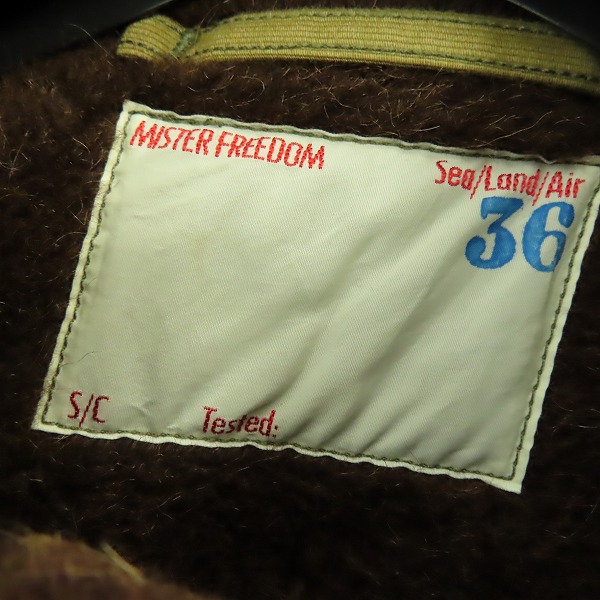 MISTER FREEDOM
Sea/Land/Air
36
S/C
Tested: